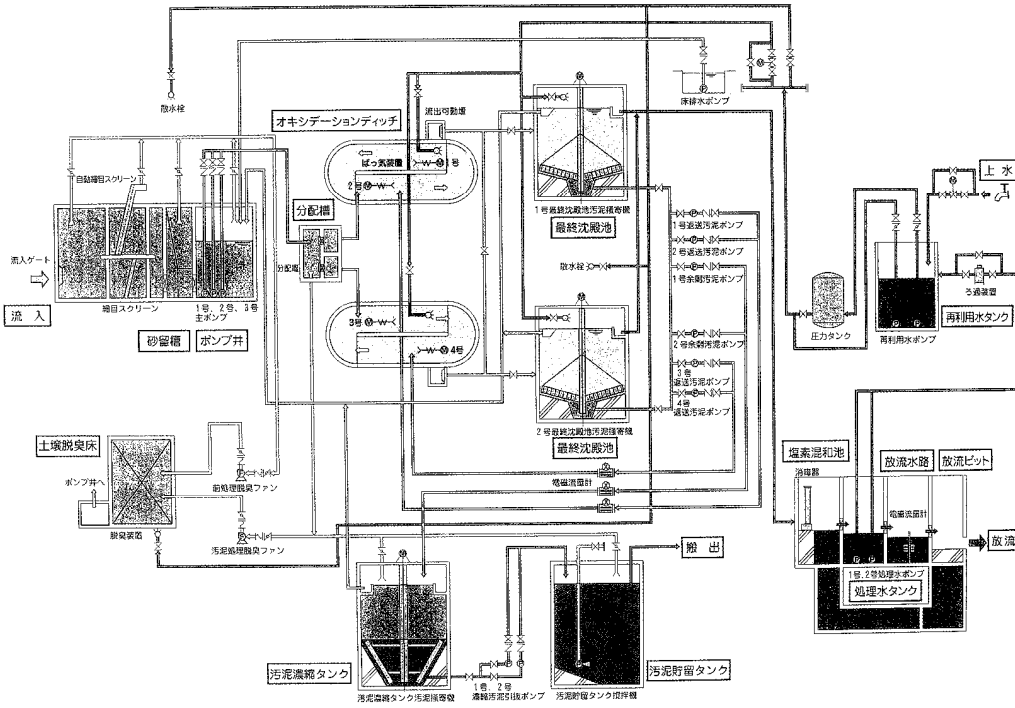 散水栓
床排水ポンプ
オキシデーションディッチ
流出可動堰
ばっ気装置
1号
2号
自動細目スクリーン
分配槽
分配槽
流入ゲート
流入
細目スクリーン
1号、2号、3号
主ポンプ
砂留槽
ポンプ井
3号
4号
1号最終沈殿池汚泥掻寄機
最終沈殿池
散水栓
1号返送汚泥ポンプ
2号返送汚泥ポンプ
1号余剰汚泥ポンプ
2号余剰汚泥ポンプ
3号
返送汚泥ポンプ
4号
返送汚泥ポンプ
2号最終沈殿池汚泥掻寄機
最終沈殿池
電磁流量計
上水
ろ過装置
圧力タンク
再利用水ポンプ
再利用水タンク
土壌脱臭床
ポンプ井へ
脱臭装置
前処理脱臭ファン
汚泥処理脱臭ファン
塩素混和池
消毒器
放流水路
放流ピット
電磁流量計
放流
1号、2号処理水ポンプ
処理水タンク
搬出
汚泥濃縮タンク
汚泥濃縮タンク汚泥掻寄機
1号、2号
濃縮汚泥引抜ポンプ
汚泥貯留タンク
汚泥貯留タンク撹拌機